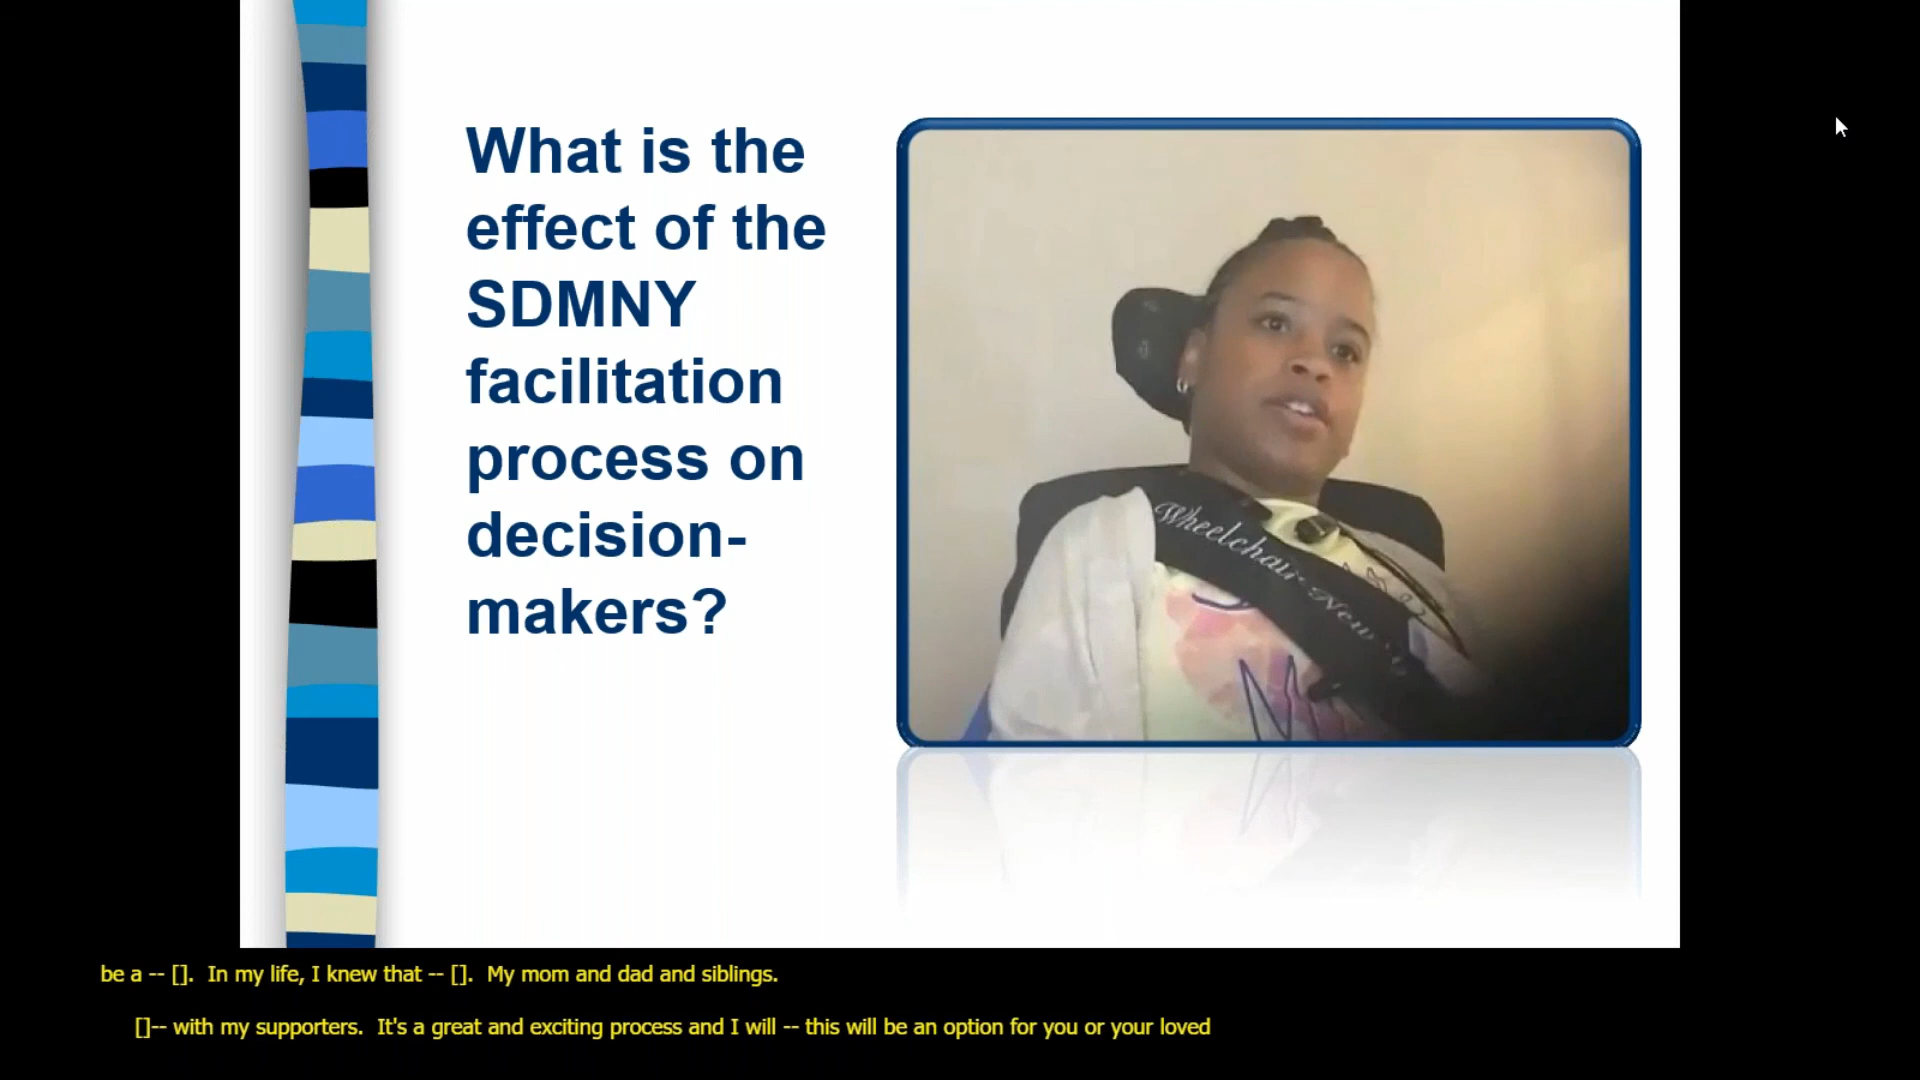 What is the
effect of the
SDMNY
facilitation
process on
decision-
makers?
Wheelchair New
be a -- [].  In my life, I knew that -- [].  My mom and dad and siblings.
[]-- with my supporters.  It's a great and exciting process and I will -- this will be an option for you or your loved